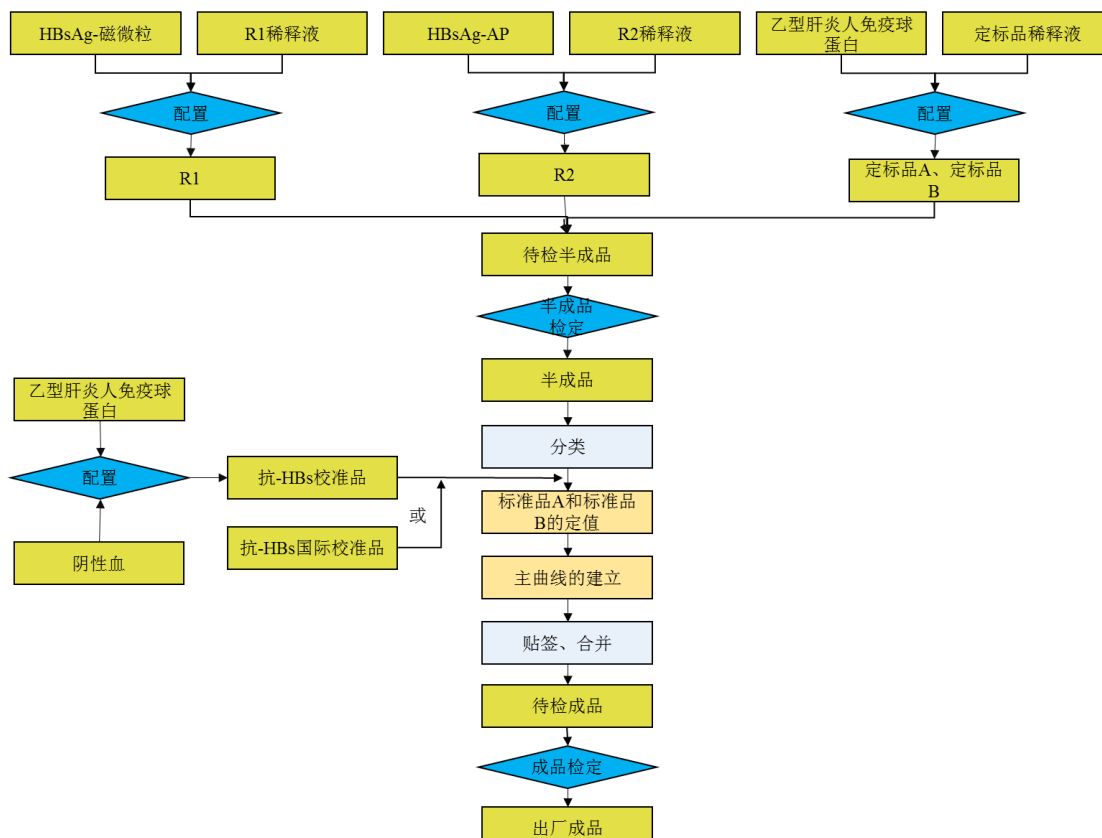 HBsAg-磁微粒
R1稀释液
HBsAg-AP
R2稀释液
乙型肝炎人免疫球
蛋白
定标品稀释液
配置
配置
配置
R1
R2
定标品A、定标品
B
待检半成品
半成品
检定
半成品
乙型肝炎人免疫球
蛋白
分类
配置
抗-HBs校准品
标准品A和标准品
B的定值
或
阴性血
抗-HBs国际校准品
主曲线的建立
贴签、合并
待检成品
成品检定
出厂成品